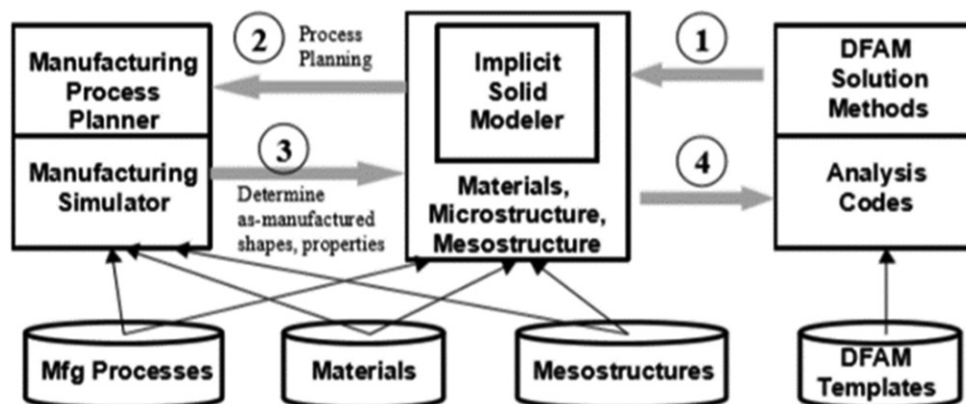 Manufacturing
Process
Planner
Manufacturing
Simulator
2
Process
Planning
3
Determine
as-manufactured
shapes, properties
Implicit
Solid
Modeler
Materials,
Microstructure,
Mesostructure
1
4
DFAM
Solution
Methods
Analysis
Codes
Mfg Processes
Materials
Mesostructures
DFAM
Templates